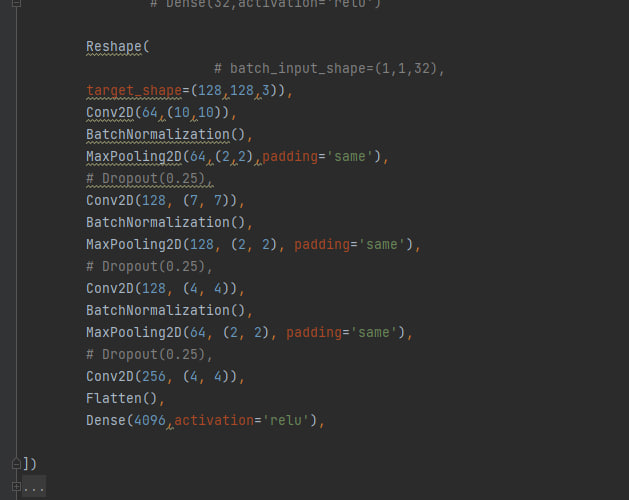 # Dense(32,activation='relu')
Reshape(
# batch_input_shape=(1,1,32),
target_shape=(128,128,3)),
Conv2D(64,(10,10)),
BatchNormalization(),
MaxPooling2D(64,(2,2),padding='same'),
# Dropout(0.25),
Conv2D(128, (7, 7)),
BatchNormalization(),
MaxPooling2D(128, (2, 2), padding='same'),
# Dropout(0.25),
Conv2D(128, (4, 4)),
BatchNormalization(),
MaxPooling2D(64, (2, 2), padding='same'),
# Dropout(0.25),
Conv2D(256, (4, 4)),
Flatten(),
Dense(4096,activation='relu'),
])
...